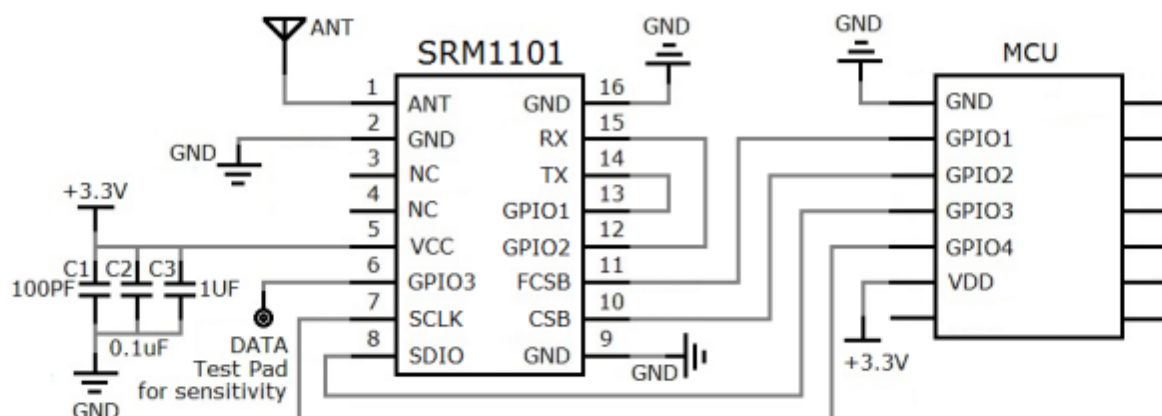 ANT
GND
GND
SRM1101
MCU
1
ANT
GND
16
GND
2
GND
RX
15
GPIO1
GND
3
NC
TX
14
GPIO2
+3.3V
4
NC
GPIO1
13
GPIO3
5
VCC
GPIO2
12
GPIO4
C1
C2
C3
100PF
1UF
6
GPIO3
FCSB
11
VDD
7
SCLK
CSB
10
0.1uF
DATA
8
SDIO
GND
9
Test Pad
for sensitivity
GND
+3.3V
GND